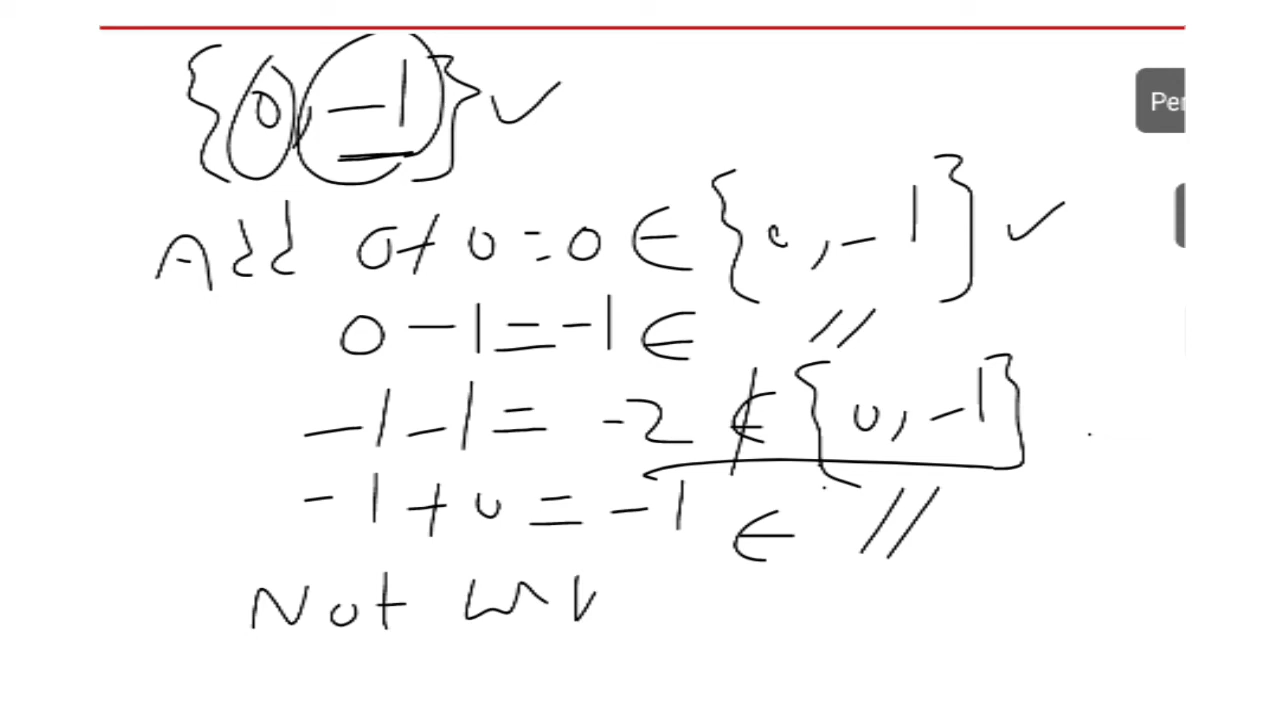 {0, -1} ✓
Add 0+0=0 ∈ {0, -1} ✓
0-1=-1 ∈ //
-1-1=-2 ∉ {0, -1}
-1+0=-1 ∈ //
Not
Per